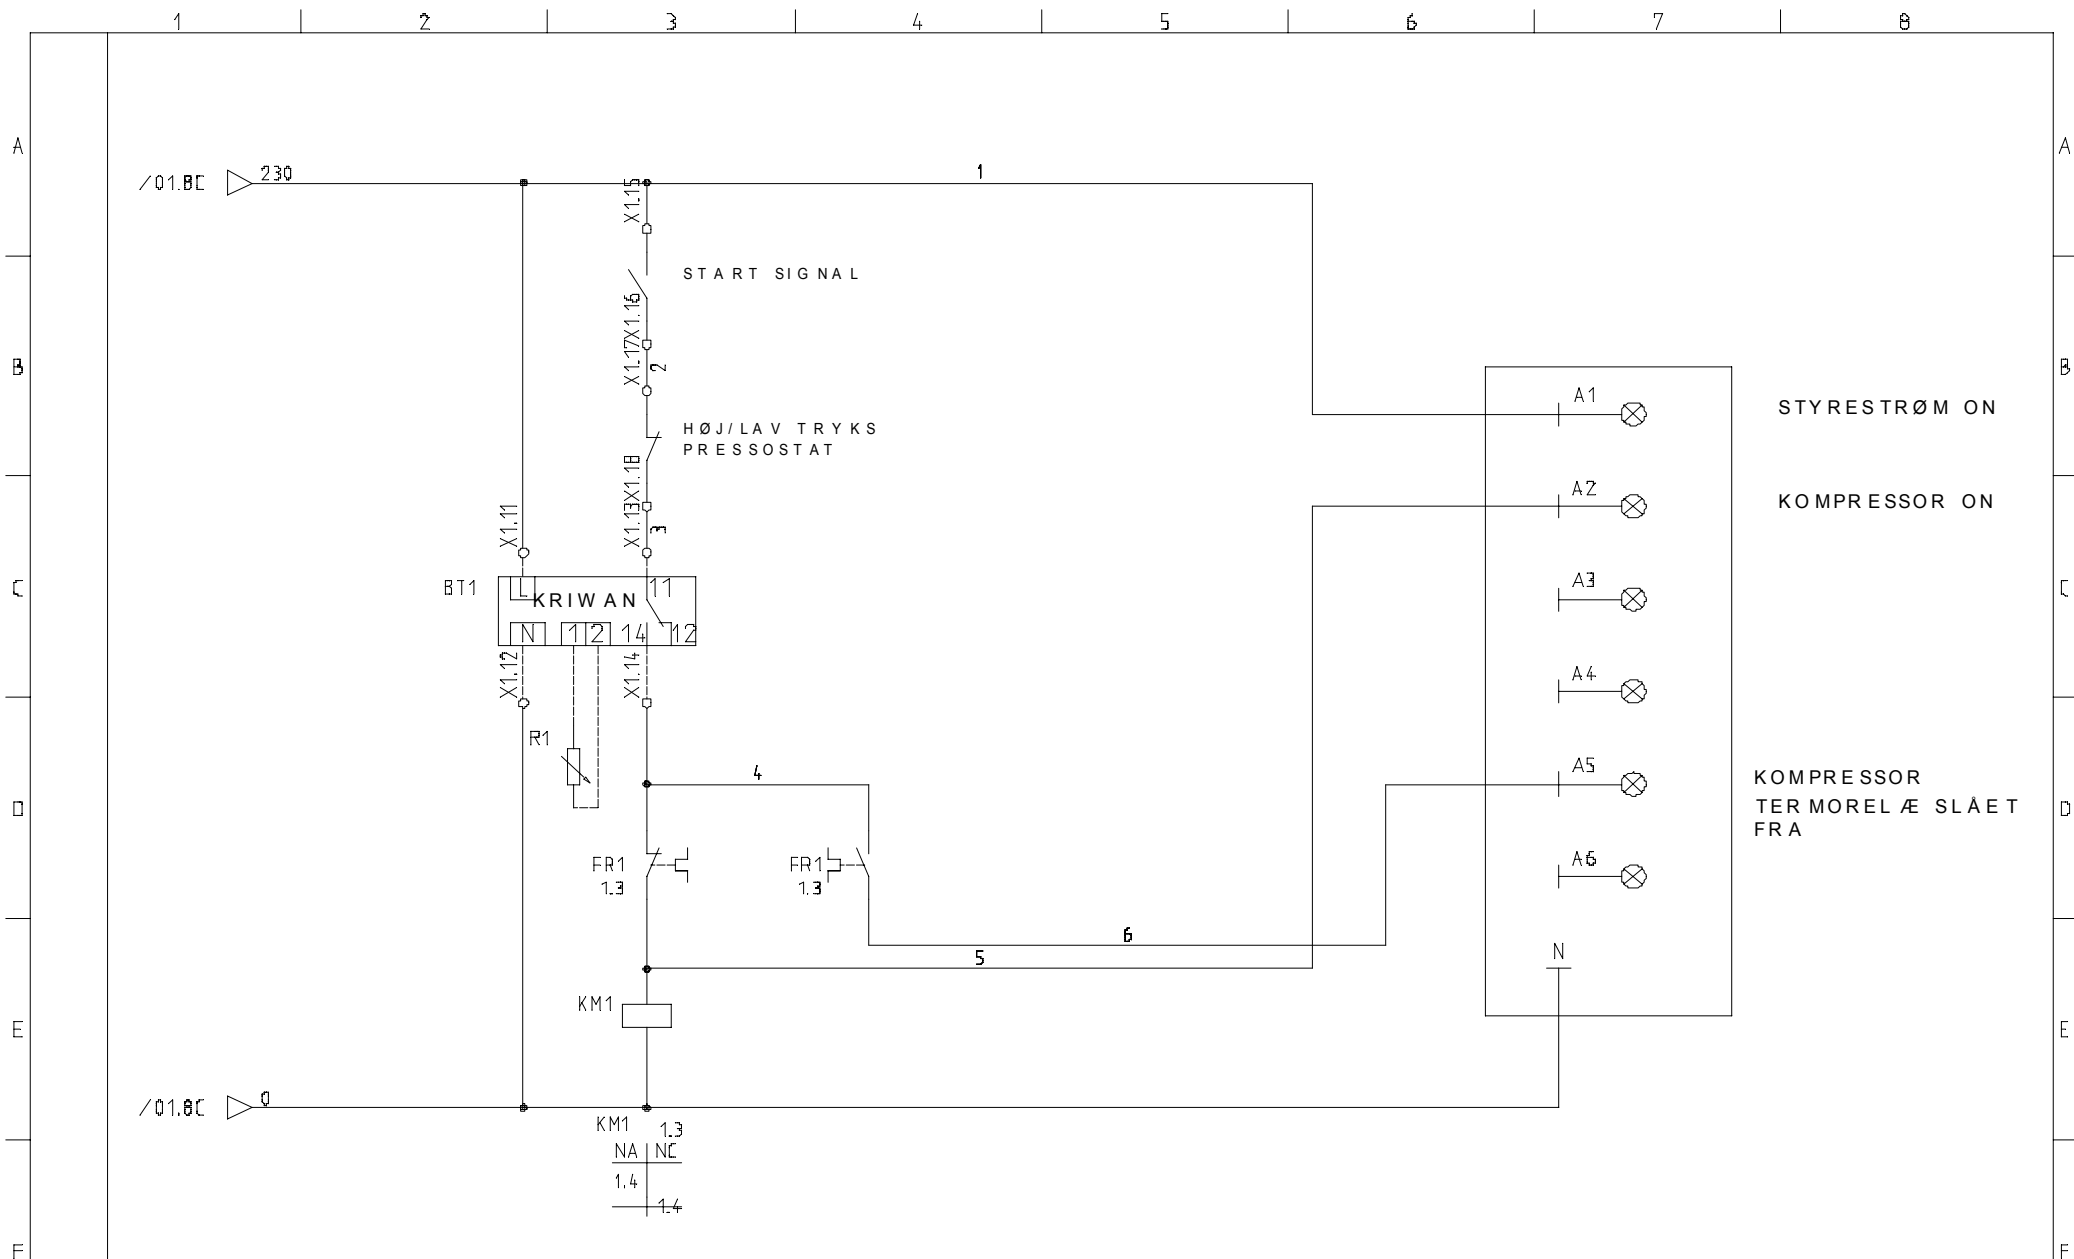 1 2 3 4 5 6 7 8
A A
/01.8C 230 1
X1.15
START SIGNAL
X1.16
X1.17
2
B B
A1 STYRESTRØM ON
HØJ/LAV TRYKS
PRESSOSTAT
X1.18
A2 KOMPRESSOR ON
X1.11 X1.13 3
C C
BT1 L KRIWAN 11 A3
N 1 2 14 12
X1.12 X1.14
A4
R1
4 A5
KOMPRESSOR
TERMORELÆ SLÅET
FRA
D D
FR1 FR1 A6
1.3 1.3
6
5
N
KM1
E E
/01.8C 0
KM1 1.3
NA NC
1.4
1.4
F F